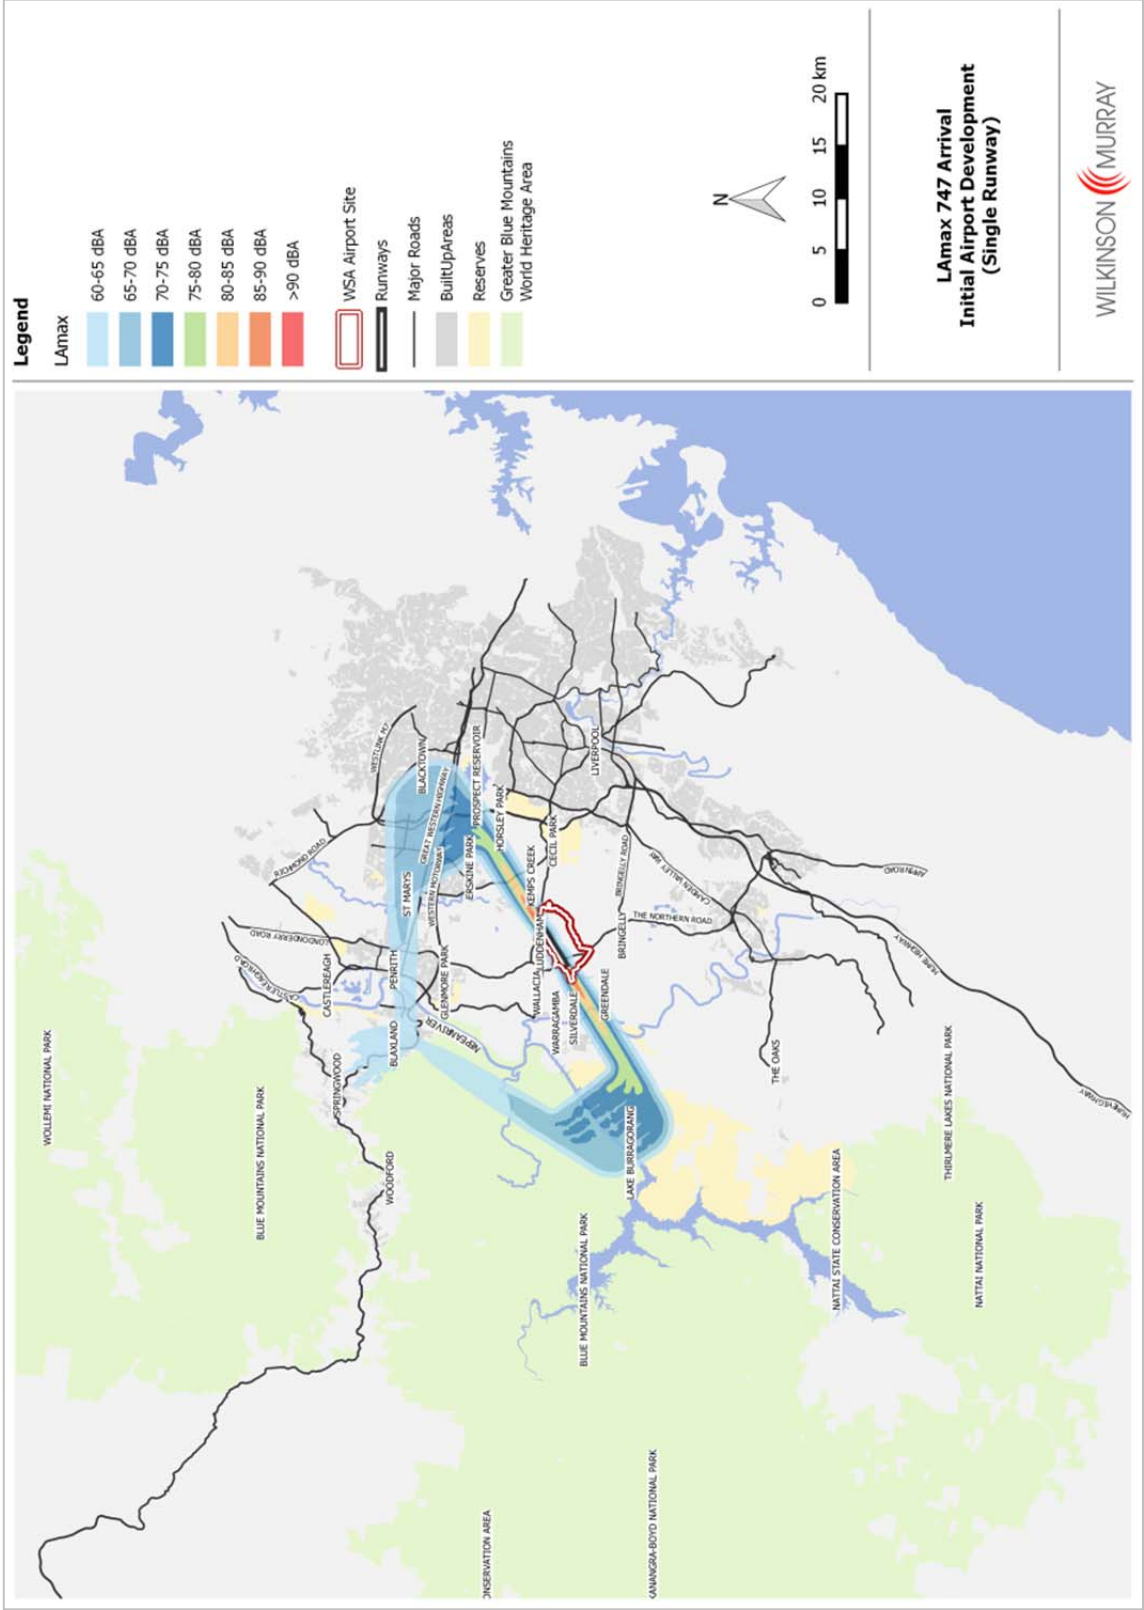 Legend
LAmax
60-65 dBA
65-70 dBA
70-75 dBA
75-80 dBA
80-85 dBA
85-90 dBA
>90 dBA
WSA Airport Site
Runways
Major Roads
BuiltUpAreas
Reserves
Greater Blue Mountains
World Heritage Area
N
0 5 10 15 20 km
LAmax 747 Arrival
Initial Airport Development
(Single Runway)
WILKINSON MURRAY
WOLLEMI NATIONAL PARK
BLUE MOUNTAINS NATIONAL PARK
SPRINGWOOD
WOODFORD
BLAXLAND
CASTLEREAGH
CASTLEREAGH RD
LONDONDERRY ROAD
RICHMOND ROAD
WESTLINK M7
PENRITH
ST MARYS
BLACKTOWN
GREAT WESTERN HIGHWAY
WESTERN MOTORWAY
GLENMORE PARK
NEPEAN RIVER
ERSKINE PARK
PROSPECT RESERVOIR
HORSLEY PARK
KEMPS CREEK
CECIL PARK
LUDDENHAM
WALLACIA
WARRAGAMBA
SILVERDALE
GREENDALE
BRINGELLY
BRINGELLY ROAD
LIVERPOOL
THE NORTHERN ROAD
CAMDEN VALLEY WAY
LAKE BURRAGORANG
BLUE MOUNTAINS NATIONAL PARK
THE OAKS
APPIN ROAD
HUME HIGHWAY
HUME HIGHWAY
NATTAI STATE CONSERVATION AREA
THIRLMERE LAKES NATIONAL PARK
NATTAI NATIONAL PARK
KANANGRA-BOYD NATIONAL PARK
ONSERVATION AREA